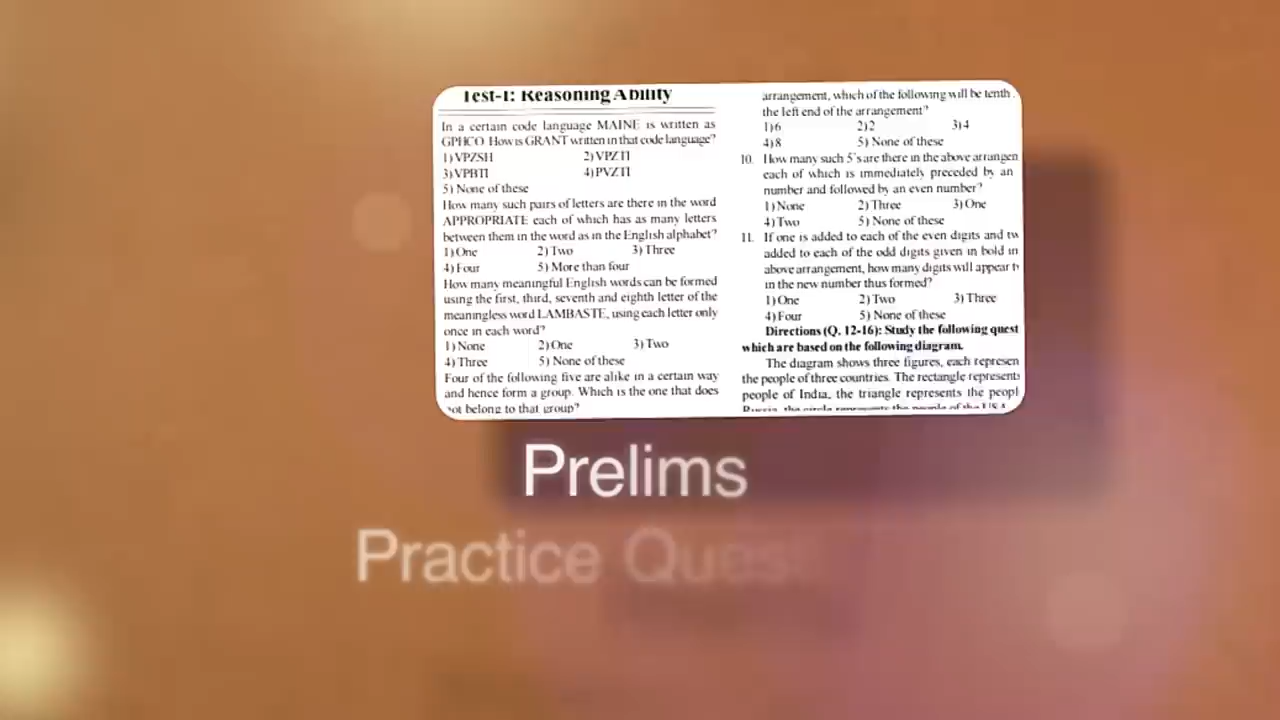 Test-I: Reasoning Ability
In a certain code language MAINE is written as
GPHCO How is GRANT written in that code language?
1) VPZSH 2) VPZTI
3) VPBTI 4) PVZTI
5) None of these
How many such pairs of letters are there in the word
APPROPRIATE each of which has as many letters
between them in the word as in the English alphabet?
1) One 2) Two 3) Three
4) Four 5) More than four
How many meaningful English words can be formed
using the first, third, seventh and eighth letter of the
meaningless word LAMBASTE, using each letter only
once in each word?
1) None 2) One 3) Two
4) Three 5) None of these
Four of the following five are alike in a certain way
and hence form a group. Which is the one that does
not belong to that group?
arrangement, which of the following will be tenth
the left end of the arrangement?
1) 6 2) 2 3) 4
4) 8 5) None of these
10. How many such 5's are there in the above arrangen
each of which is immediately preceded by an
number and followed by an even number?
1) None 2) Three 3) One
4) Two 5) None of these
11. If one is added to each of the even digits and tw
added to each of the odd digits given in bold in
above arrangement, how many digits will appear t
in the new number thus formed?
1) One 2) Two 3) Three
4) Four 5) None of these
Directions (Q. 12-16): Study the following quest
which are based on the following diagram.
The diagram shows three figures, each represen
the people of three countries. The rectangle represents
people of India, the triangle represents the peopl
Russia, the circle represents the people of the USA
Prelims
Practice Quest